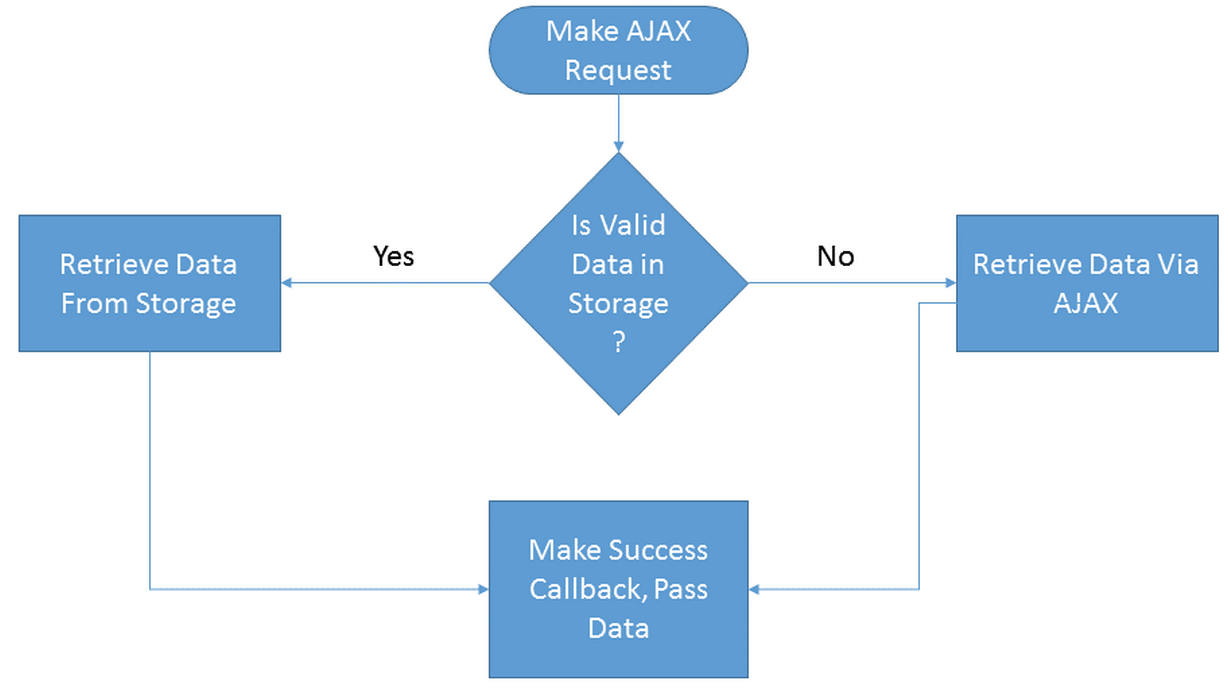 Make AJAX
Request
Is Valid
Data in
Storage
?
Yes
No
Retrieve Data
From Storage
Retrieve Data Via
AJAX
Make Success
Callback, Pass
Data